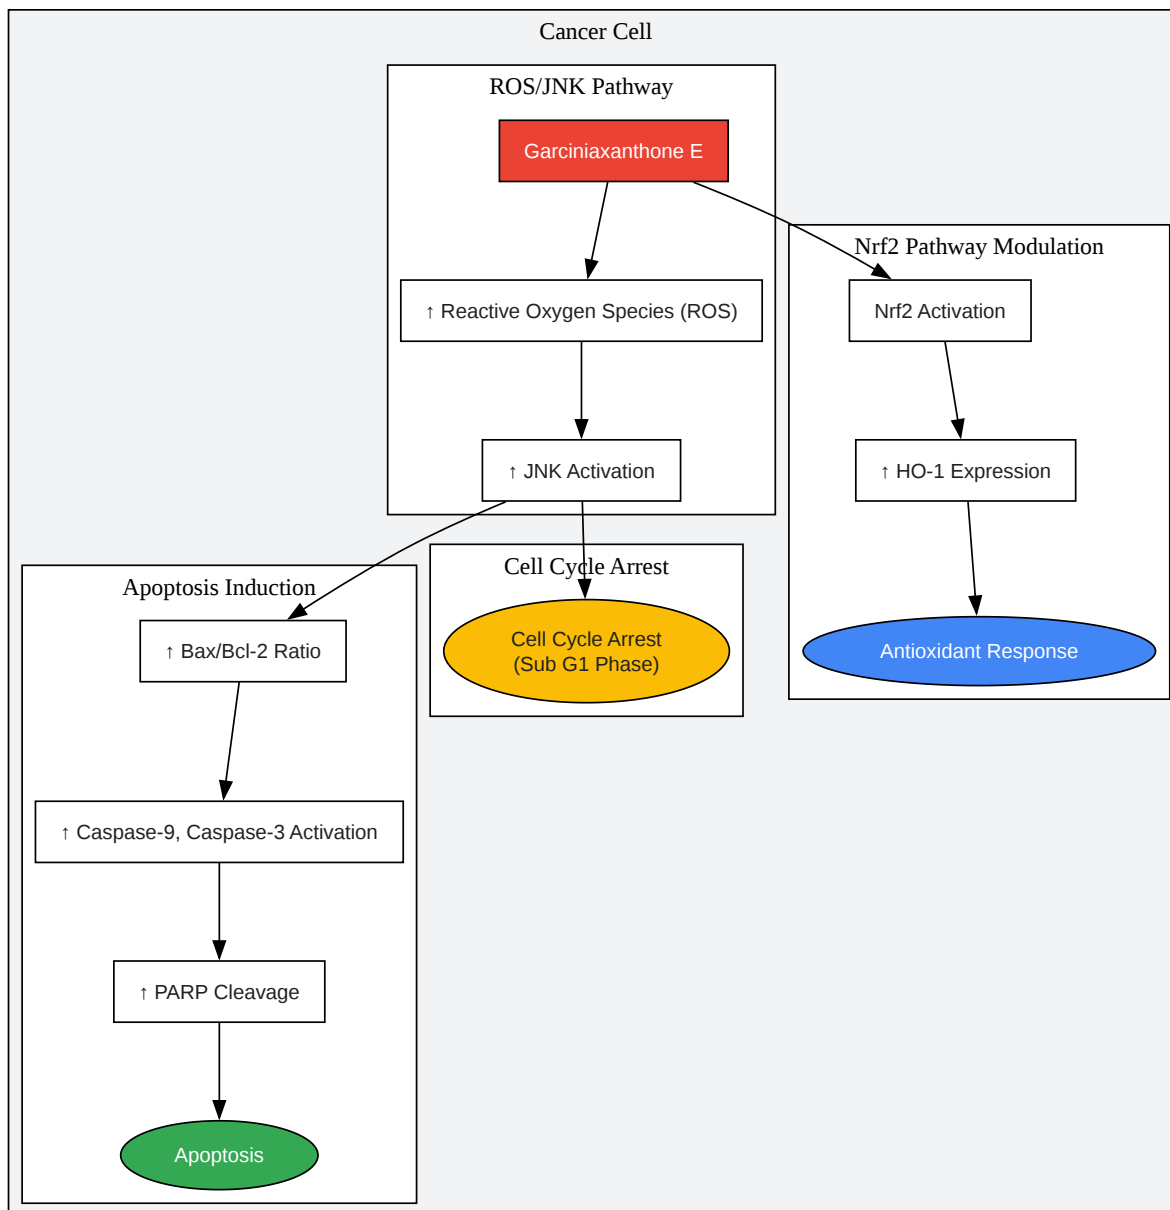 Cancer Cell
ROS/JNK Pathway
Garciniaxanthone E
Nrf2 Pathway Modulation
↑ Reactive Oxygen Species (ROS)
Nrf2 Activation
↑ JNK Activation
↑ HO-1 Expression
Cell Cycle Arrest
Apoptosis Induction
↑ Bax/Bcl-2 Ratio
Cell Cycle Arrest
(Sub G1 Phase)
Antioxidant Response
↑ Caspase-9, Caspase-3 Activation
↑ PARP Cleavage
Apoptosis